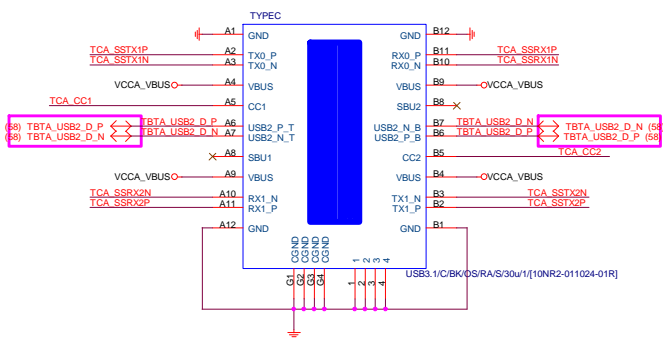 TYPEC
A1 GND GND B12
TCA_SSTX1P A2 TX0_P RX0_P B11 TCA_SSRX1P
TCA_SSTX1N A3 TX0_N RX0_N B10 TCA_SSRX1N
VCCA_VBUS A4 VBUS VBUS B9 VCCA_VBUS
TCA_CC1 A5 CC1 SBU2 B8
(58) TBTA_USB2_D_P TBTA_USB2_D_P A6 USB2_P_T USB2_N_B B7 TBTA_USB2_D_N TBTA_USB2_D_N (58
(58) TBTA_USB2_D_N TBTA_USB2_D_N A7 USB2_N_T USB2_P_B B6 TBTA_USB2_D_P TBTA_USB2_D_P (58)
A8 SBU1 CC2 B5 TCA_CC2
VCCA_VBUS A9 VBUS VBUS B4 VCCA_VBUS
TCA_SSRX2N A10 RX1_N TX1_N B3 TCA_SSTX2N
TCA_SSRX2P A11 RX1_P TX1_P B2 TCA_SSTX2P
A12 GND GND B1
CGND CGND CGND CGND 1 2 3 4
USB3.1/C/BK/OS/RA/S/30u/1/[10NR2-011024-01R]
G1 G2 G3 G4 1 2 3 4